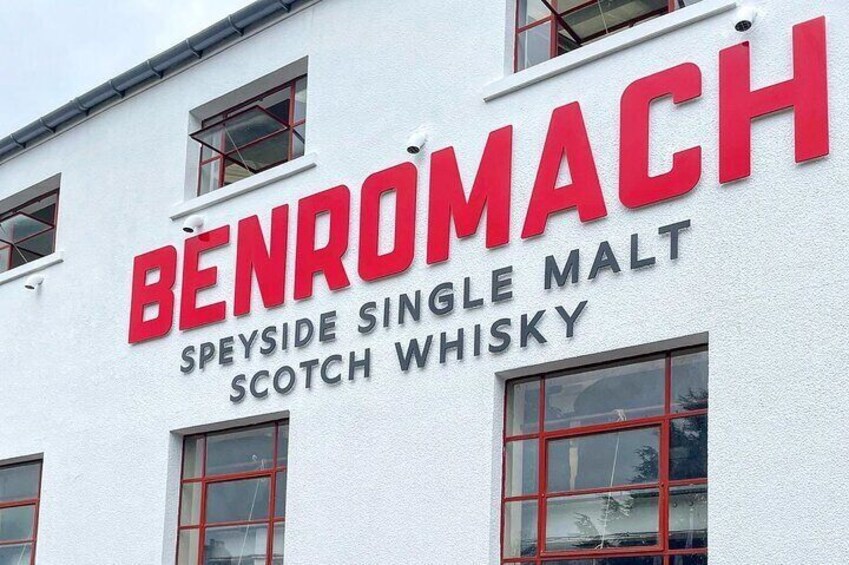 BENROMACH
SPEYSIDE SINGLE MALT
SCOTCH WHISKY